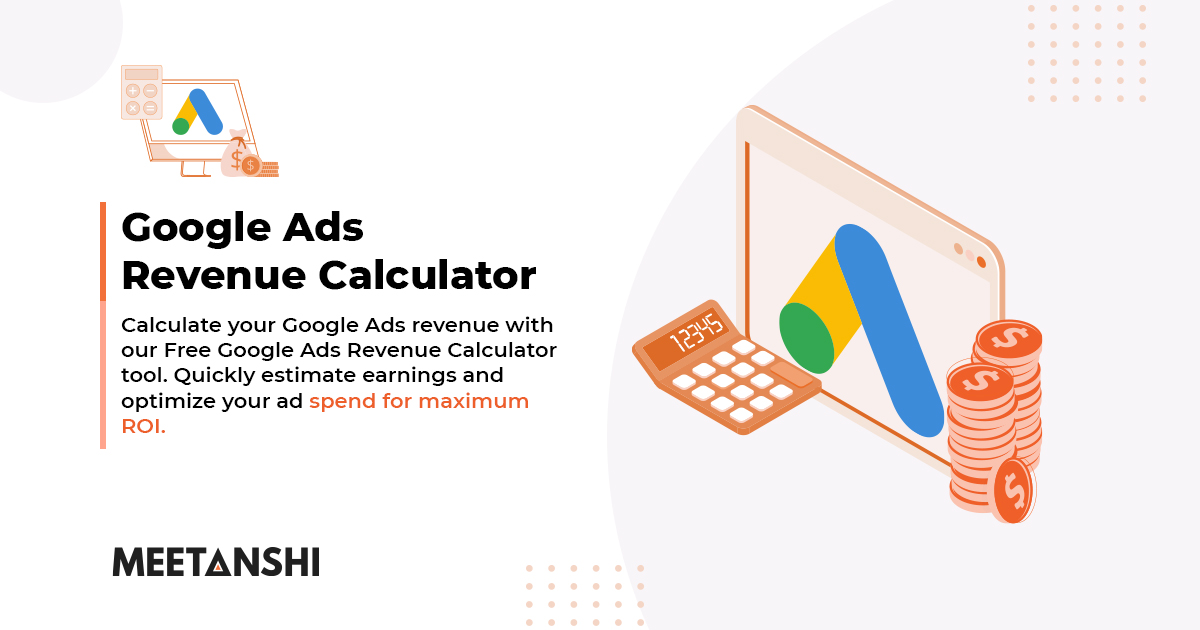 Google Ads
Revenue Calculator
Calculate your Google Ads revenue with
our Free Google Ads Revenue Calculator
tool. Quickly estimate earnings and
optimize your ad spend for maximum
ROI.
MEETANSHI
12345